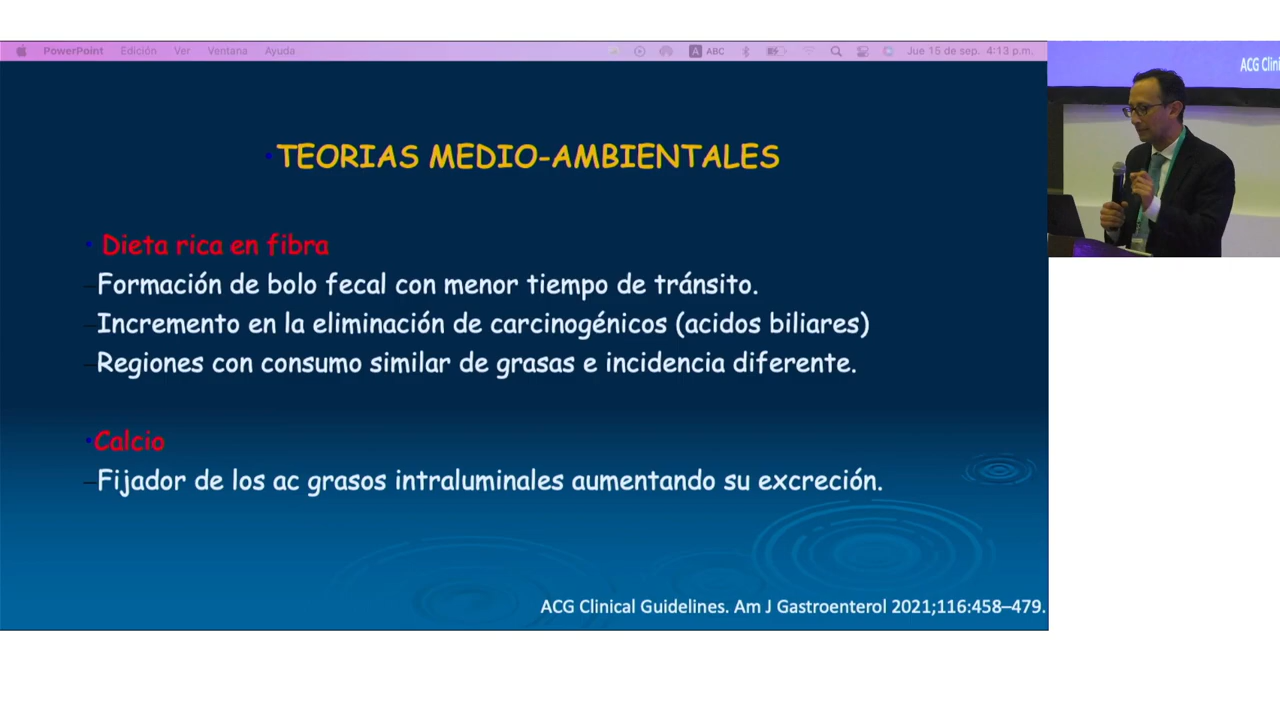 PowerPoint Edición Ver Ventana Ayuda A ABC Jue 15 de sep. 4:13 p.m.
ACG Clini
•TEORIAS MEDIO-AMBIENTALES
• Dieta rica en fibra
–Formación de bolo fecal con menor tiempo de tránsito.
–Incremento en la eliminación de carcinogénicos (acidos biliares)
–Regiones con consumo similar de grasas e incidencia diferente.
•Calcio
–Fijador de los ac grasos intraluminales aumentando su excreción.
ACG Clinical Guidelines. Am J Gastroenterol 2021;116:458–479.